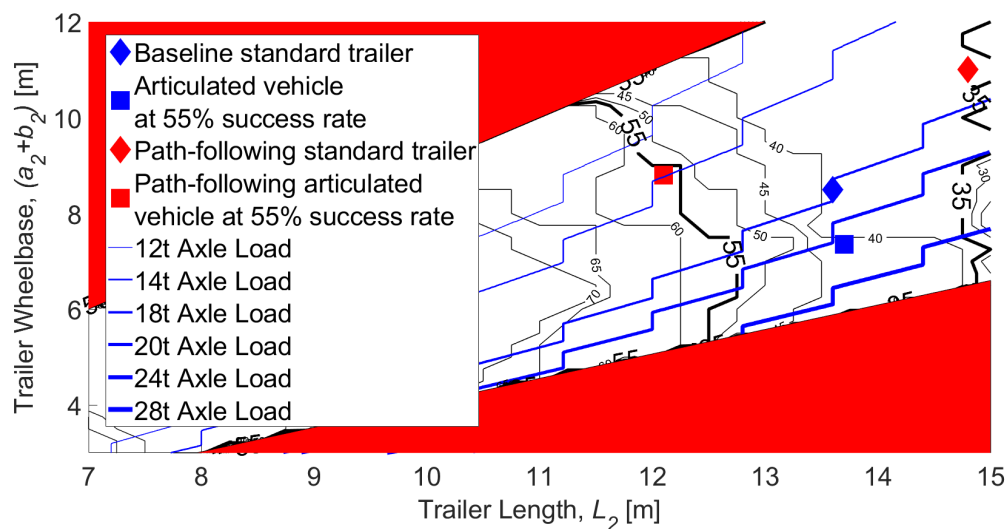 12
10
8
6
4
Trailer Wheelbase, (a2+b2) [m]
Baseline standard trailer
Articulated vehicle
at 55% success rate
Path-following standard trailer
Path-following articulated
vehicle at 55% success rate
12t Axle Load
14t Axle Load
18t Axle Load
20t Axle Load
24t Axle Load
28t Axle Load
45
40
50
60
55
40
45
60
50
40
55
65
70
30
35
7 8 9 10 11 12 13 14 15
Trailer Length, L2 [m]